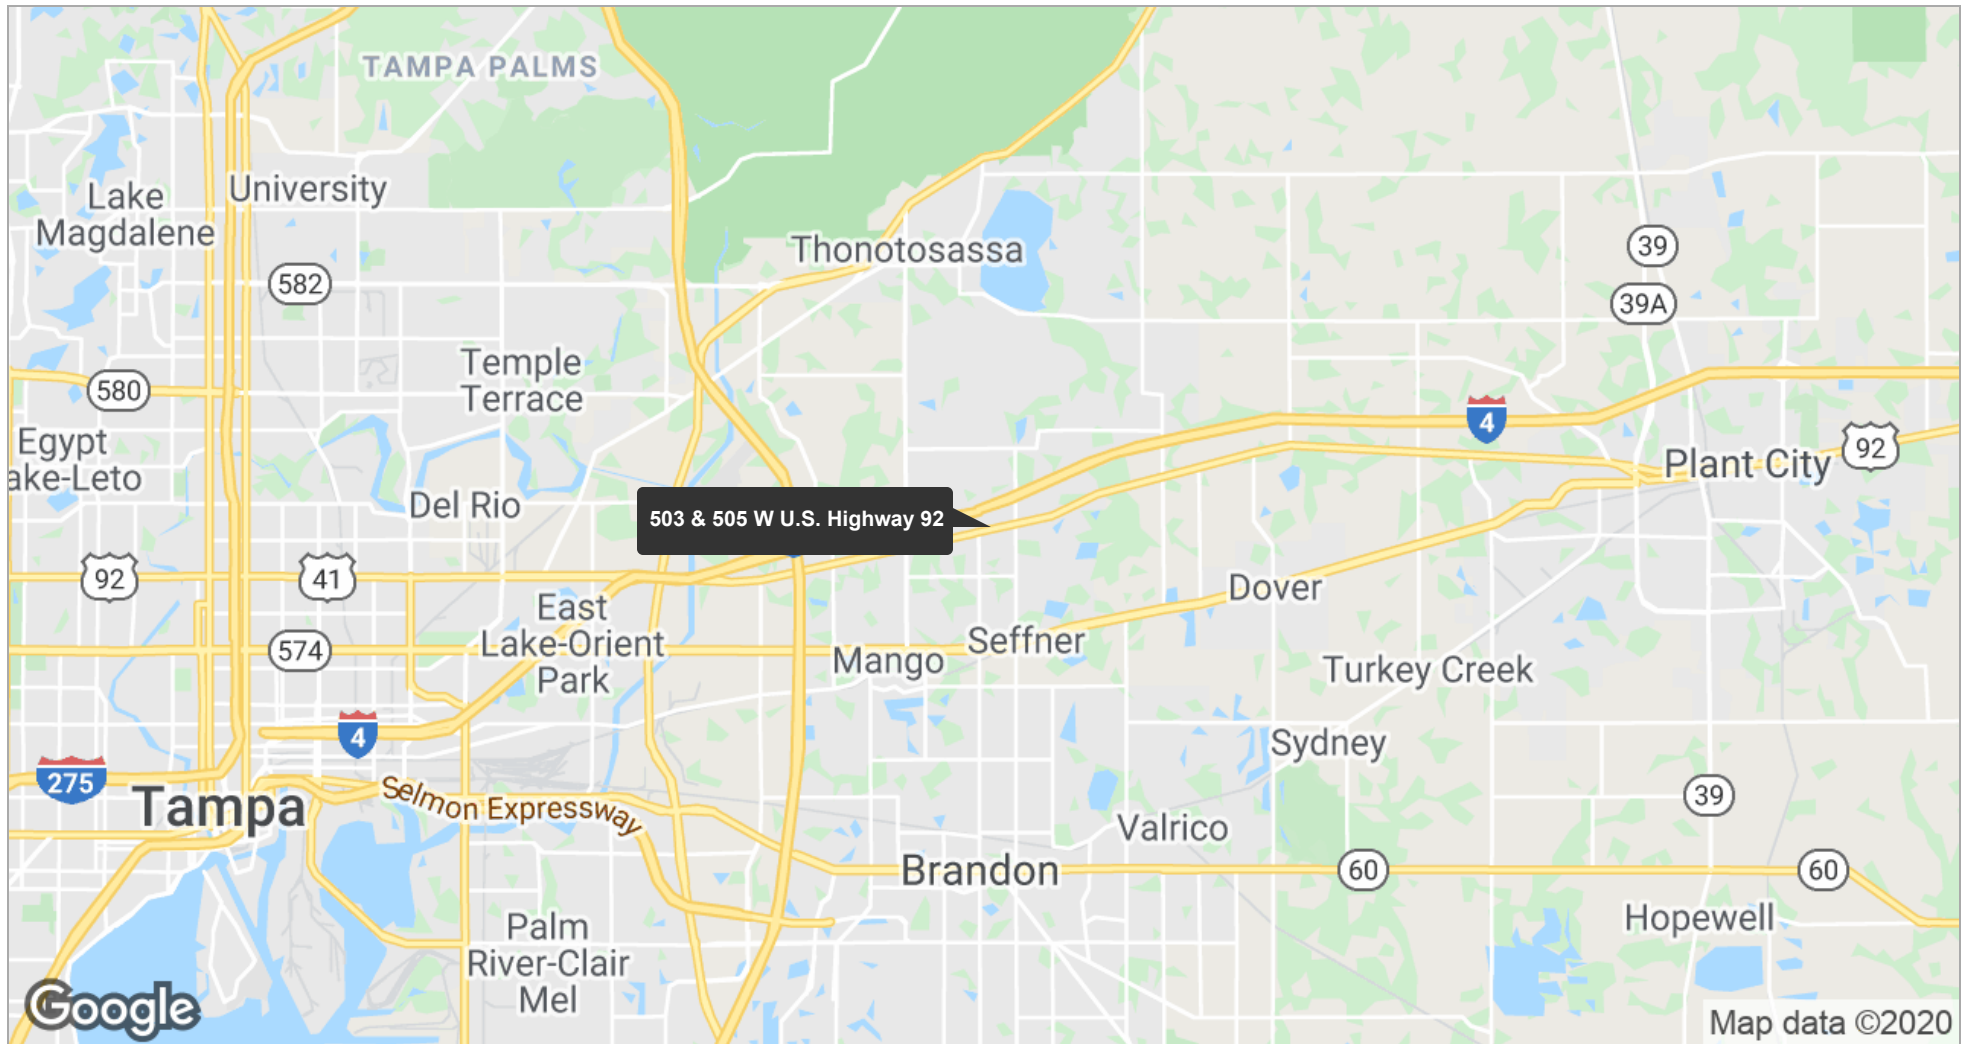 TAMPA PALMS
Lake
Magdalene
University
Thonotosassa
39
582
39A
Temple
Terrace
580
4
Egypt
ake-Leto
Plant City
92
Del Rio
503 & 505 W U.S. Highway 92
92
41
Dover
East
Lake-Orient
Park
574
Mango
Seffner
Turkey Creek
4
Sydney
275
Tampa
Selmon Expressway
39
Valrico
Brandon
60
60
Hopewell
Palm
River-Clair
Mel
Google
Map data ©2020